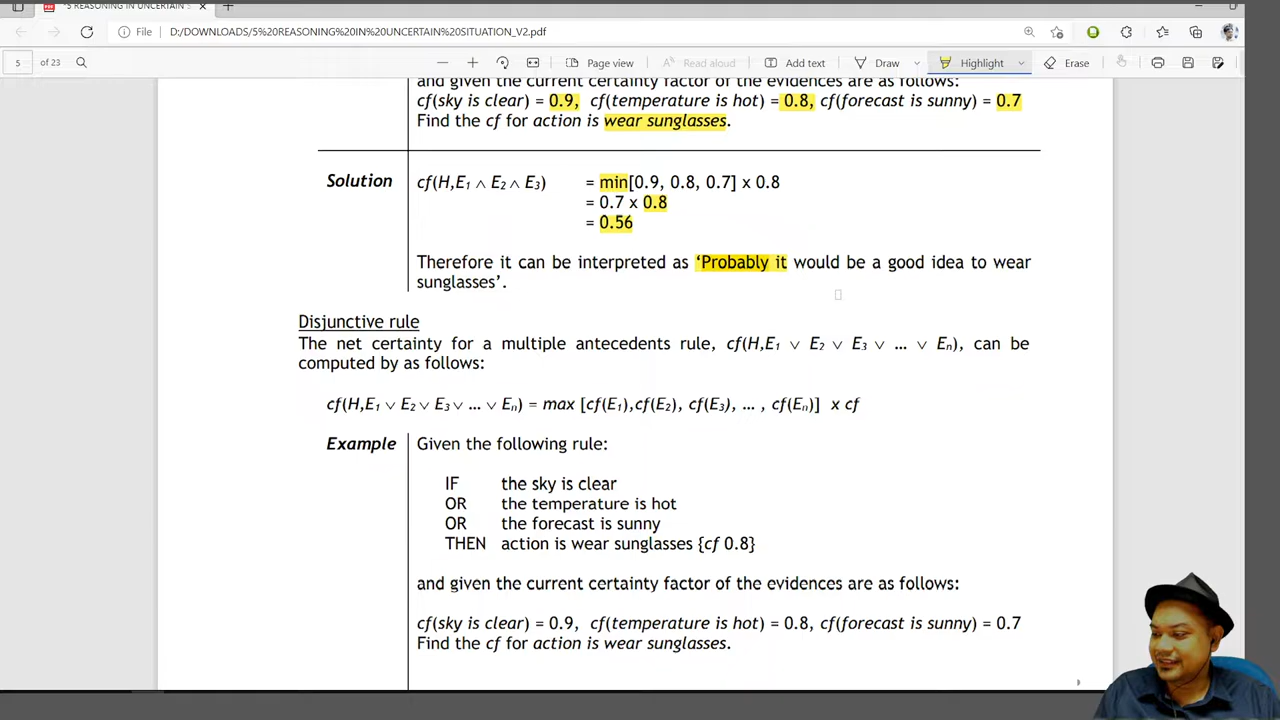 *5 REASONING IN UNCERTAIN S
File D:/DOWNLOADS/5%20REASONING%20IN%20UNCERTAIN%20SITUATION_V2.pdf
5 of 23 Page view Read aloud Add text Draw Highlight Erase
and given the current certainty factor of the evidences are as follows:
cf(sky is clear) = 0.9, cf(temperature is hot) = 0.8, cf(forecast is sunny) = 0.7
Find the cf for action is wear sunglasses.
Solution cf(H,E1 ∧ E2 ∧ E3) = min[0.9, 0.8, 0.7] x 0.8
= 0.7 x 0.8
= 0.56
Therefore it can be interpreted as ‘Probably it would be a good idea to wear
sunglasses’.
Disjunctive rule
The net certainty for a multiple antecedents rule, cf(H,E1 ∨ E2 ∨ E3 ∨ … ∨ En), can be
computed by as follows:
cf(H,E1 ∨ E2 ∨ E3 ∨ … ∨ En) = max [cf(E1),cf(E2), cf(E3), … , cf(En)] x cf
Example Given the following rule:
IF the sky is clear
OR the temperature is hot
OR the forecast is sunny
THEN action is wear sunglasses {cf 0.8}
and given the current certainty factor of the evidences are as follows:
cf(sky is clear) = 0.9, cf(temperature is hot) = 0.8, cf(forecast is sunny) = 0.7
Find the cf for action is wear sunglasses.